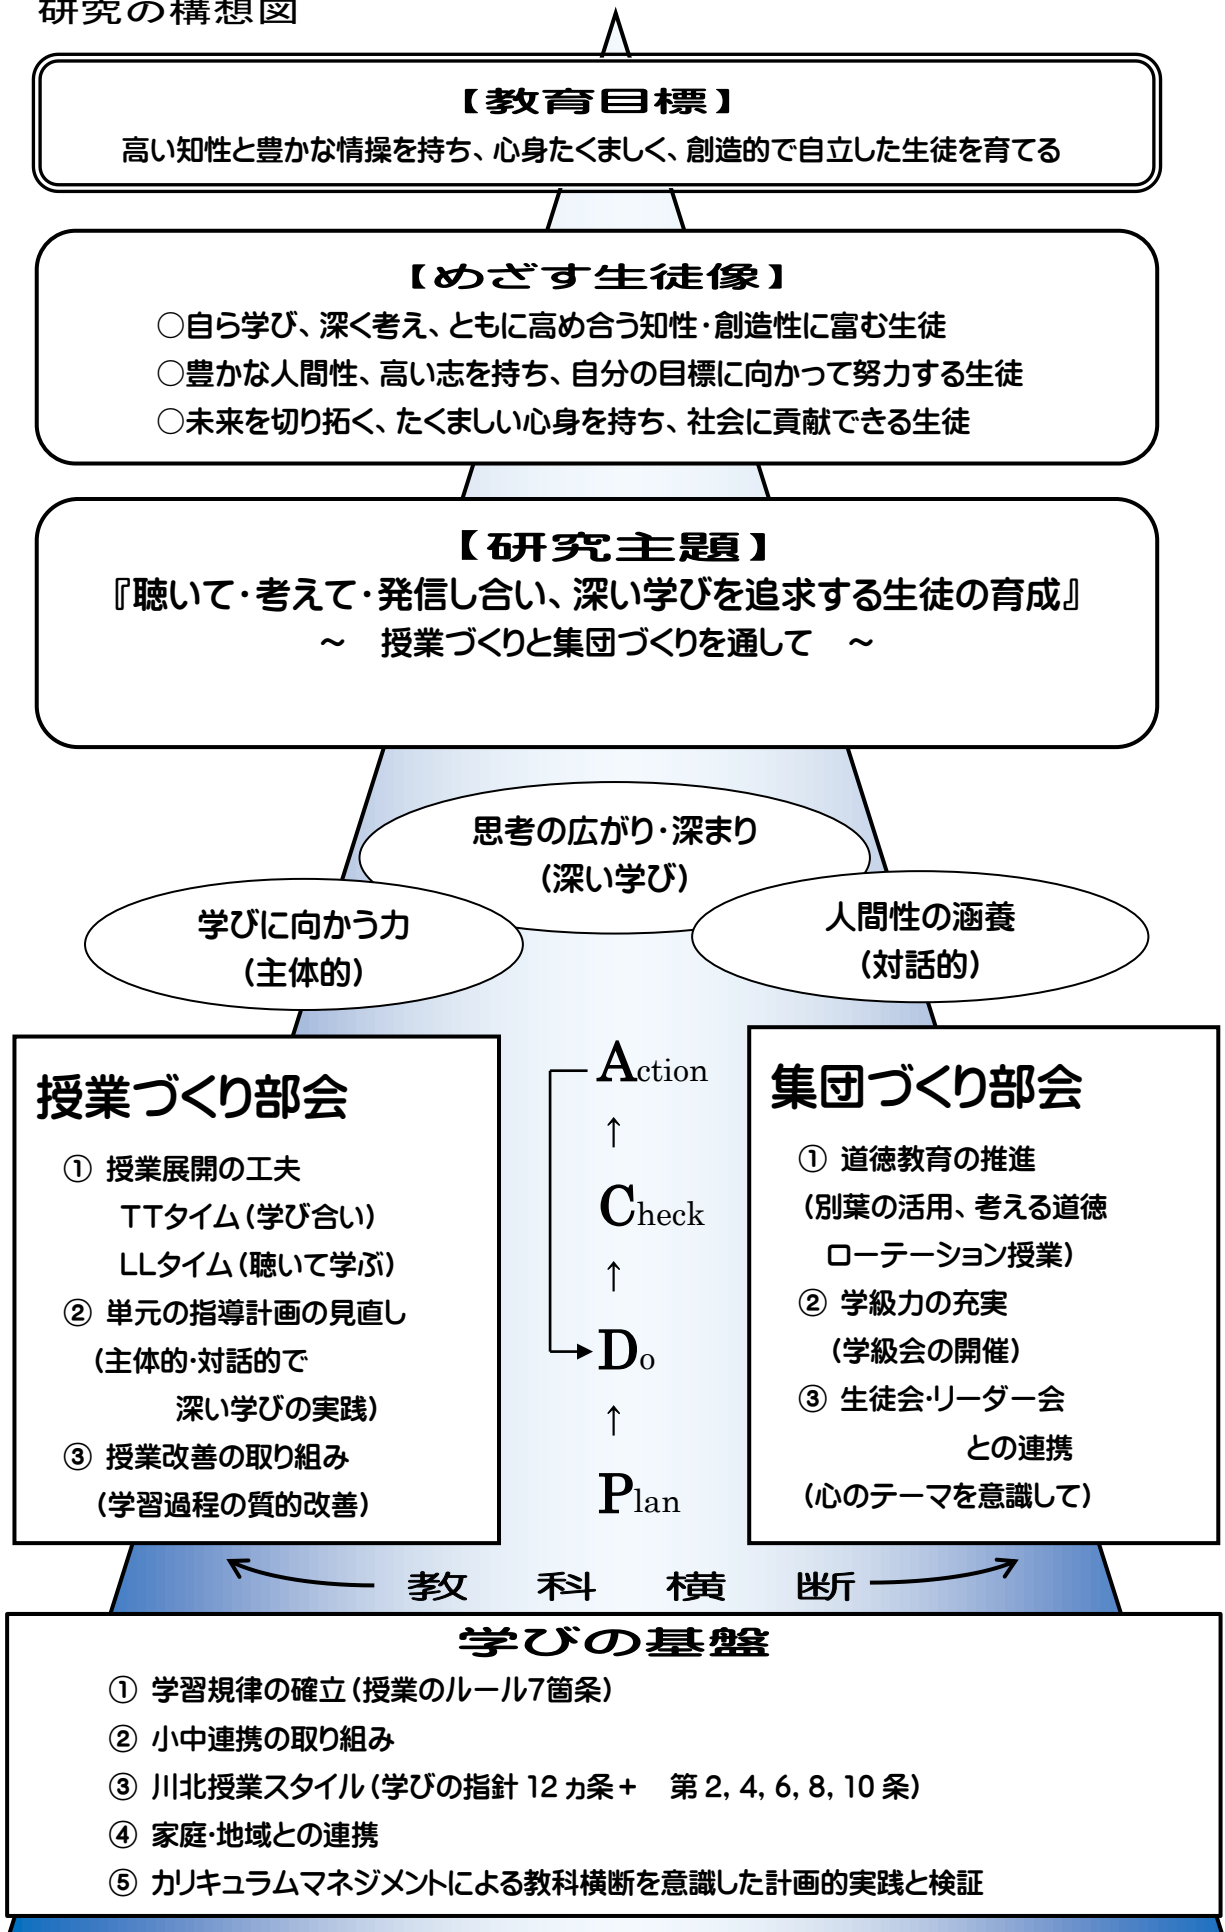 研究の構想図
【教育目標】
高い知性と豊かな情操を持ち、心身たくましく、創造的で自立した生徒を育てる
【めざす生徒像】
○自ら学び、深く考え、ともに高め合う知性・創造性に富む生徒
○豊かな人間性、高い志を持ち、自分の目標に向かって努力する生徒
○未来を切り拓く、たくましい心身を持ち、社会に貢献できる生徒
【研究主題】
『聴いて・考えて・発信し合い、深い学びを追求する生徒の育成』
～　授業づくりと集団づくりを通して　～
思考の広がり・深まり
(深い学び)
学びに向かう力
(主体的)
人間性の涵養
(対話的)
授業づくり部会
① 授業展開の工夫
TTタイム(学び合い)
LLタイム(聴いて学ぶ)
② 単元の指導計画の見直し
(主体的・対話的で
深い学びの実践)
③ 授業改善の取り組み
(学習過程の質的改善)
Action
↑
Check
↑
Do
↑
Plan
集団づくり部会
① 道徳教育の推進
(別葉の活用、考える道徳
ローテーション授業)
② 学級力の充実
(学級会の開催)
③ 生徒会・リーダー会
との連携
(心のテーマを意識して)
教　科　横　断
学びの基盤
① 学習規律の確立(授業のルール7箇条)
② 小中連携の取り組み
③ 川北授業スタイル(学びの指針 12 ヵ条+　第 2, 4, 6, 8, 10 条)
④ 家庭・地域との連携
⑤ カリキュラムマネジメントによる教科横断を意識した計画的実践と検証